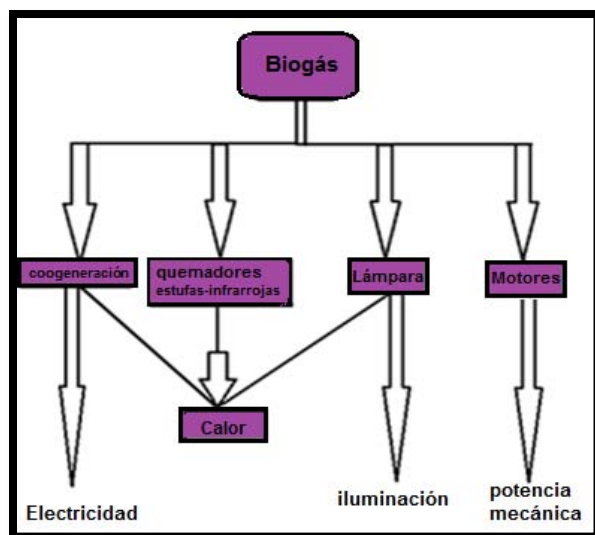 Biogás
coogeneración
quemadores
estufas-infrarrojas
Lámpara
Motores
Calor
Electricidad
iluminación
potencia
mecánica